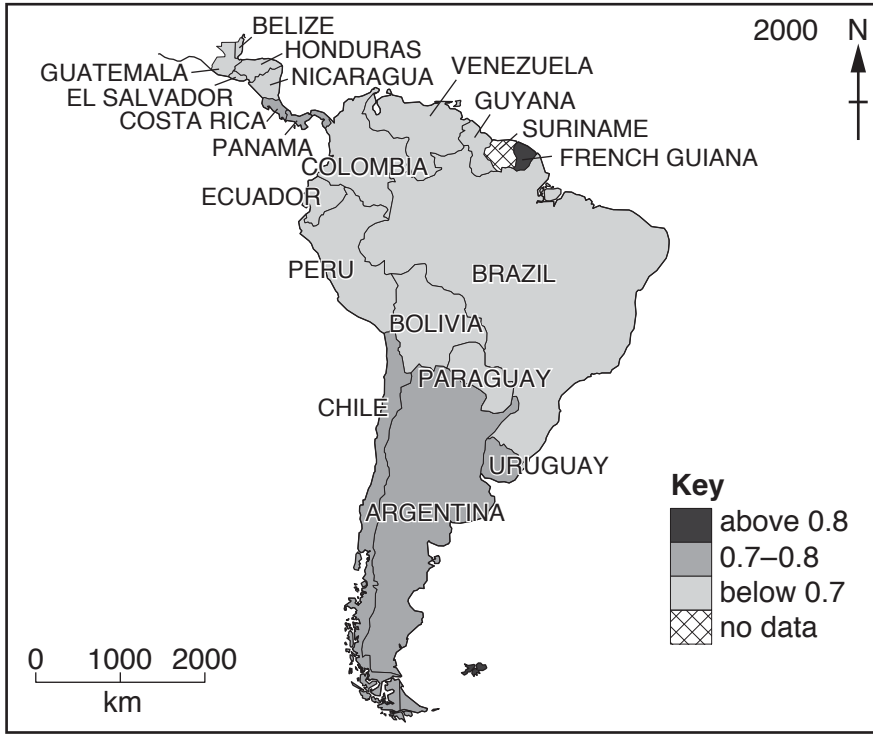 2000 N
BELIZE
HONDURAS
GUATEMALA
NICARAGUA
VENEZUELA
EL SALVADOR
GUYANA
COSTA RICA
SURINAME
PANAMA
FRENCH GUIANA
COLOMBIA
ECUADOR
PERU
BRAZIL
BOLIVIA
PARAGUAY
CHILE
URUGUAY
ARGENTINA
Key
above 0.8
0.7–0.8
below 0.7
no data
0 1000 2000
km